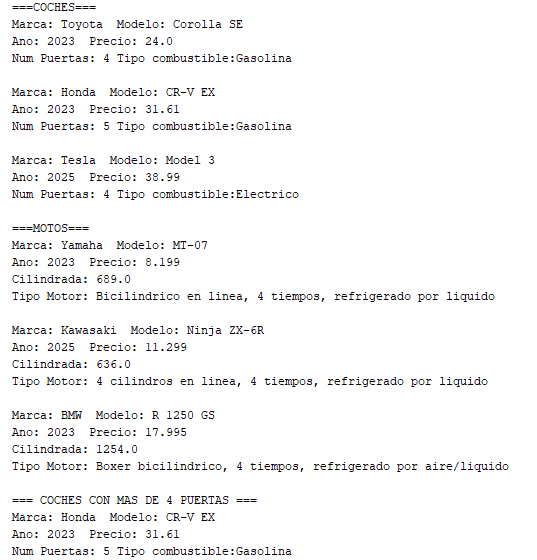 ===COCHES===
Marca: Toyota  Modelo: Corolla SE
Ano: 2023  Precio: 24.0
Num Puertas: 4 Tipo combustible:Gasolina
Marca: Honda  Modelo: CR-V EX
Ano: 2023  Precio: 31.61
Num Puertas: 5 Tipo combustible:Gasolina
Marca: Tesla  Modelo: Model 3
Ano: 2025  Precio: 38.99
Num Puertas: 4 Tipo combustible:Electrico
===MOTOS===
Marca: Yamaha  Modelo: MT-07
Ano: 2023  Precio: 8.199
Cilindrada: 689.0
Tipo Motor: Bicilindrico en linea, 4 tiempos, refrigerado por liquido
Marca: Kawasaki  Modelo: Ninja ZX-6R
Ano: 2025  Precio: 11.299
Cilindrada: 636.0
Tipo Motor: 4 cilindros en linea, 4 tiempos, refrigerado por liquido
Marca: BMW  Modelo: R 1250 GS
Ano: 2023  Precio: 17.995
Cilindrada: 1254.0
Tipo Motor: Boxer bicilindrico, 4 tiempos, refrigerado por aire/liquido
=== COCHES CON MAS DE 4 PUERTAS ===
Marca: Honda  Modelo: CR-V EX
Ano: 2023  Precio: 31.61
Num Puertas: 5 Tipo combustible:Gasolina